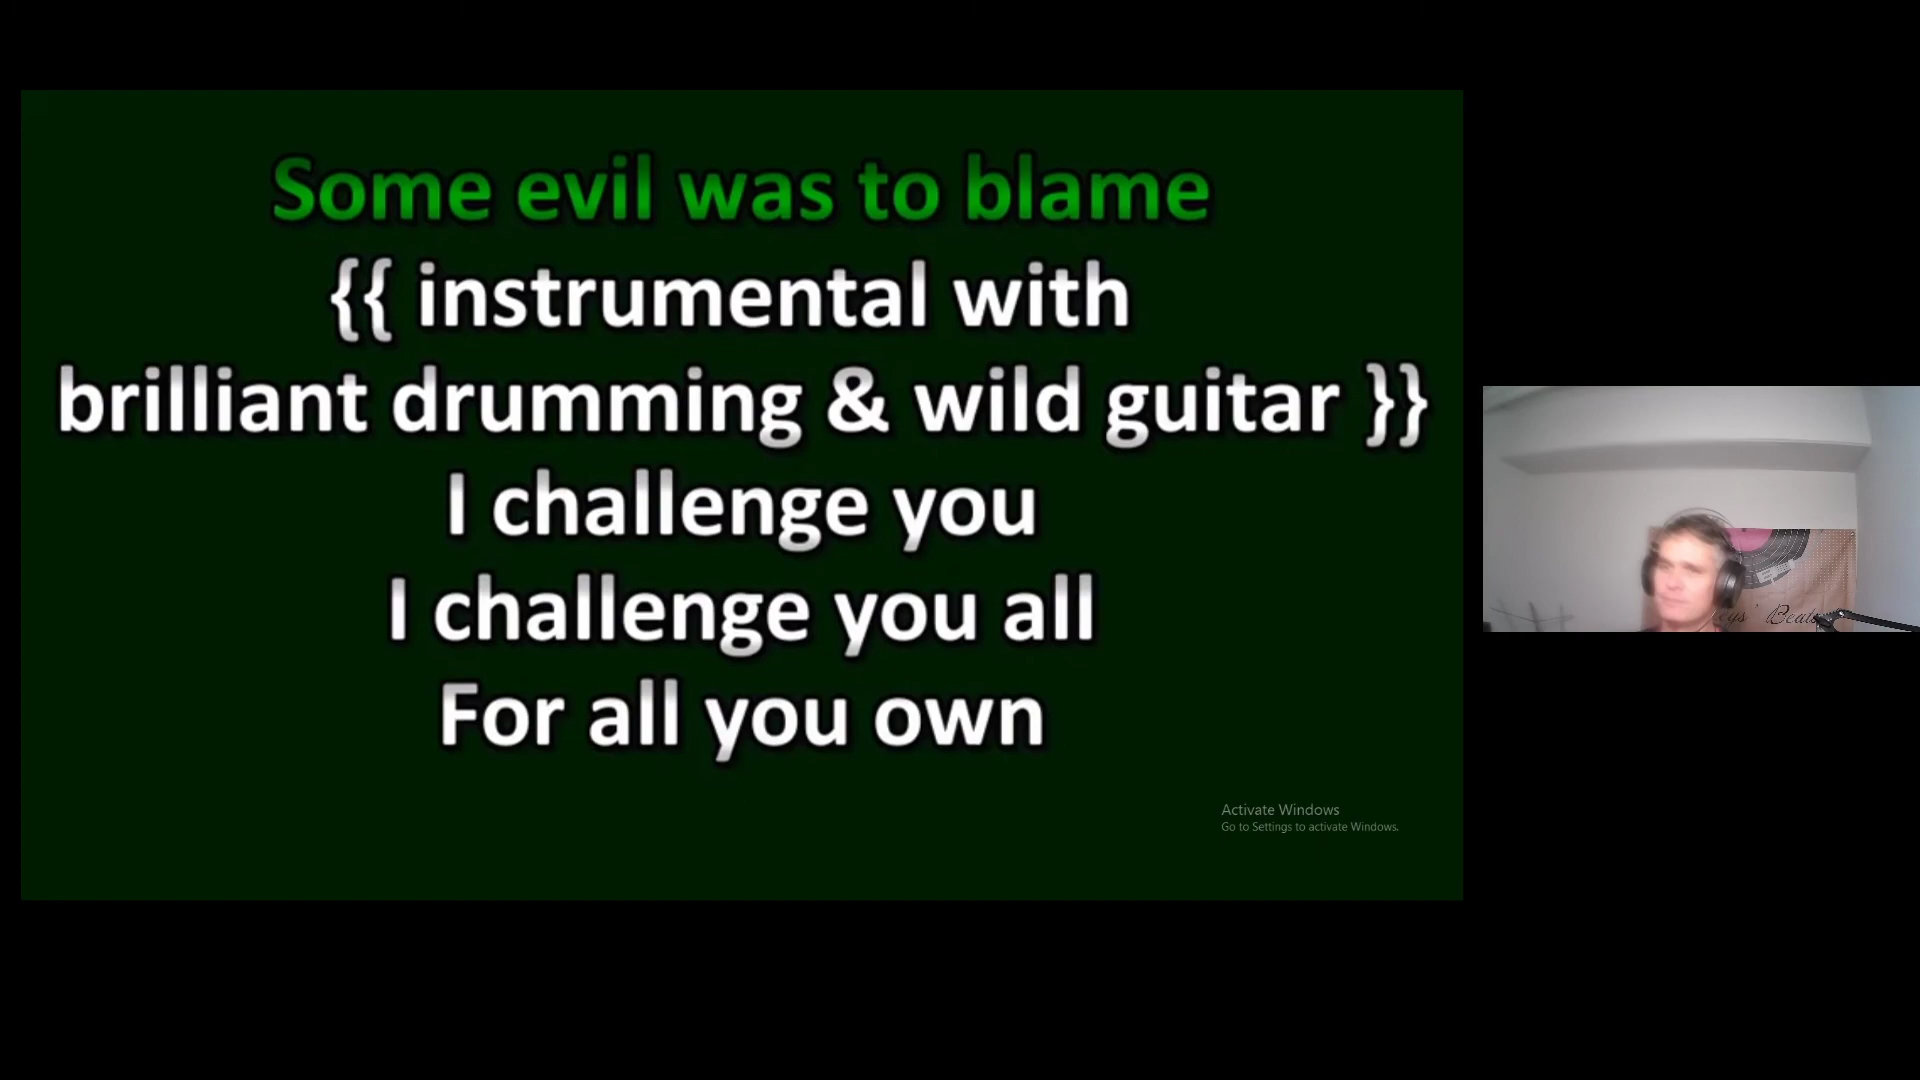 Some evil was to blame
{{ instrumental with
brilliant drumming & wild guitar }}
I challenge you
I challenge you all
For all you own
Activate Windows
Go to Settings to activate Windows.
Beats